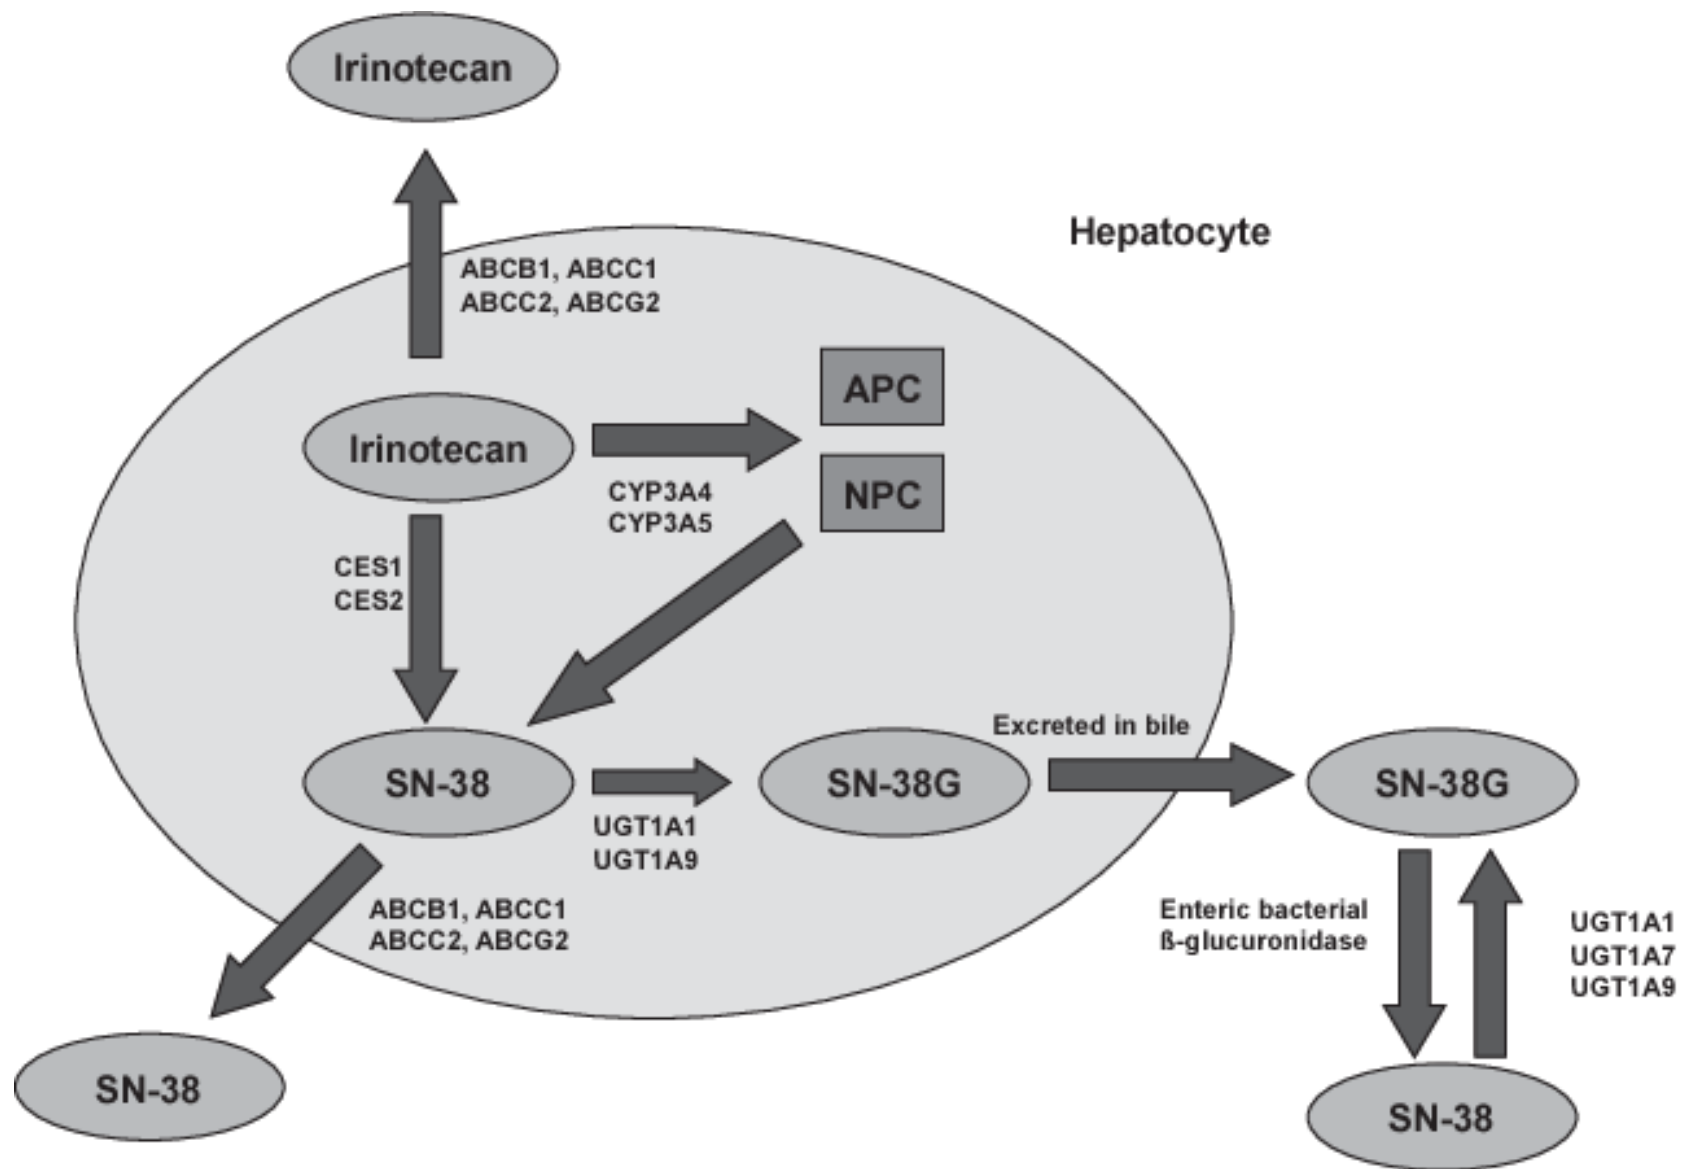 Irinotecan
Hepatocyte
ABCB1, ABCC1
ABCC2, ABCG2
APC
Irinotecan
NPC
CYP3A4
CYP3A5
CES1
CES2
Excreted in bile
SN-38
SN-38G
SN-38G
UGT1A1
UGT1A9
ABCB1, ABCC1
ABCC2, ABCG2
Enteric bacterial
ß-glucuronidase
UGT1A1
UGT1A7
UGT1A9
SN-38
SN-38